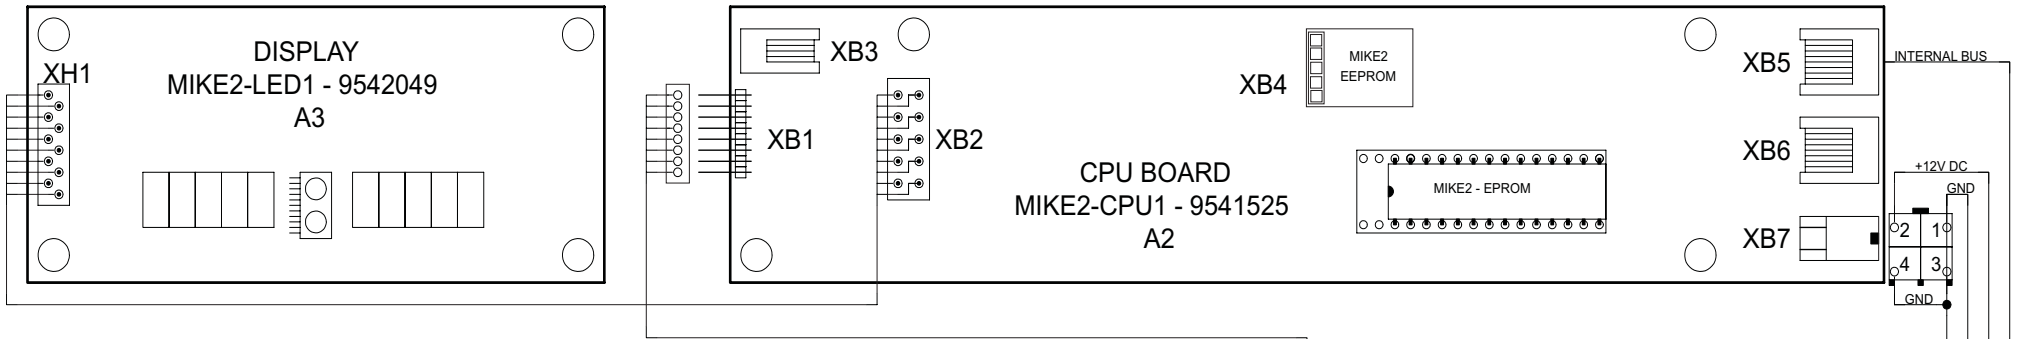 DISPLAY
MIKE2-LED1 - 9542049
A3
XH1
XB3
XB1
XB2
XB4
MIKE2
EEPROM
CPU BOARD
MIKE2-CPU1 - 9541525
A2
MIKE2 - EPROM
XB5
XB6
XB7
INTERNAL BUS
+12V DC
GND
2 1
4 3
GND